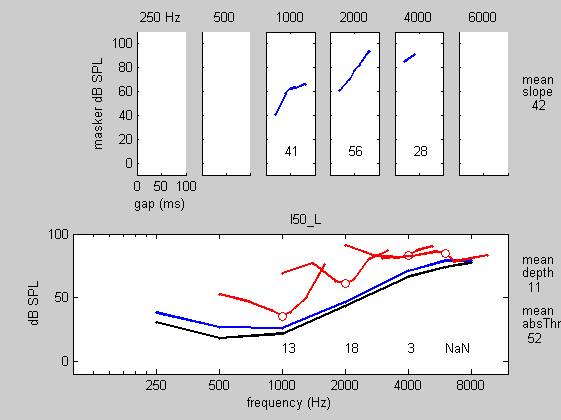 250 Hz 500 1000 2000 4000 6000
100
80
60
40
20
0
masker dB SPL
41 56 28
mean
slope
42
0 50 100
gap (ms)
I50_L
100
50
0
dB SPL
13 18 3 NaN
mean
depth
11
mean
absThr
52
250 500 1000 2000 4000 8000
frequency (Hz)